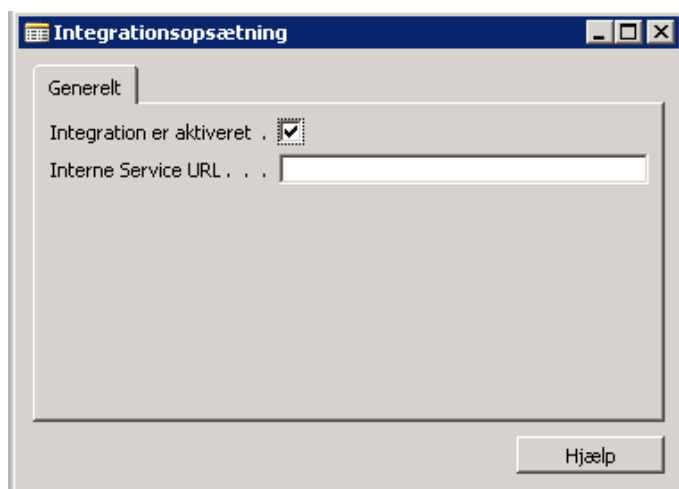 Integrationsopsætning
Generelt
Integration er aktiveret .
Interne Service URL . . .
Hjælp